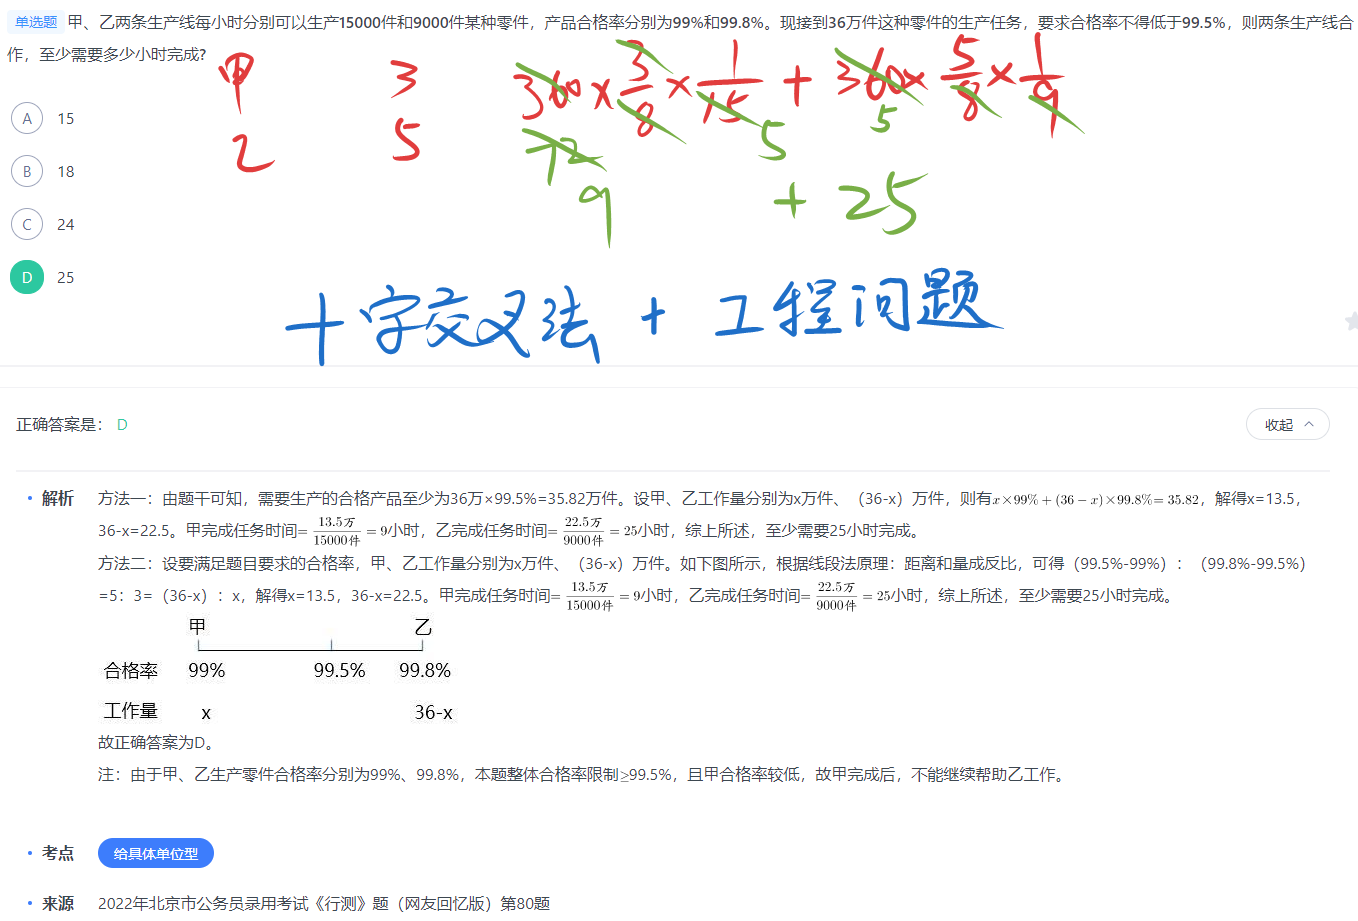 单选题 甲、乙两条生产线每小时分别可以生产15000件和9000件某种零件，产品合格率分别为99%和99.8%。现接到36万件这种零件的生产任务，要求合格率不得低于99.5%，则两条生产线合
作，至少需要多少小时完成?
甲 3 360×3/8×1/15+360×5/8×1/9
A 15
乙 5
72 5 5
B 18
9 + 25
C 24
D 25
十字交叉法 + 工程问题
正确答案是： D
收起
解析 方法一：由题干可知，需要生产的合格产品至少为36万×99.5%=35.82万件。设甲、乙工作量分别为x万件、（36-x）万件，则有x×99%+(36−x)×99.8%=35.82，解得x=13.5，
36-x=22.5。甲完成任务时间=13.5万/15000件=9小时，乙完成任务时间=22.5万/9000件=25小时，综上所述，至少需要25小时完成。
方法二：设要满足题目要求的合格率，甲、乙工作量分别为x万件、（36-x）万件。如下图所示，根据线段法原理：距离和量成反比，可得（99.5%-99%）：（99.8%-99.5%）
=5：3=（36-x）：x，解得x=13.5，36-x=22.5。甲完成任务时间=13.5万/15000件=9小时，乙完成任务时间=22.5万/9000件=25小时，综上所述，至少需要25小时完成。
甲 乙
合格率 99% 99.5% 99.8%
工作量 x 36-x
故正确答案为D。
注：由于甲、乙生产零件合格率分别为99%、99.8%，本题整体合格率限制≥99.5%，且甲合格率较低，故甲完成后，不能继续帮助乙工作。
考点 给具体单位型
来源 2022年北京市公务员录用考试《行测》题（网友回忆版）第80题